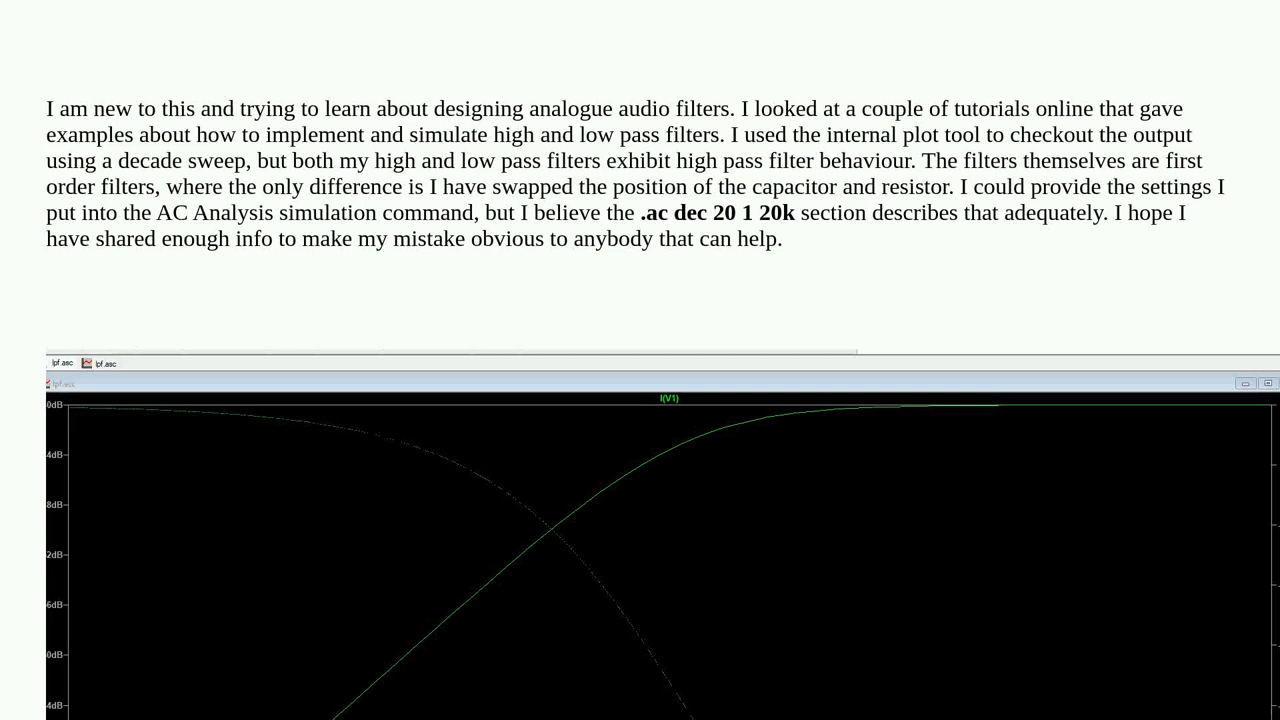 I am new to this and trying to learn about designing analogue audio filters. I looked at a couple of tutorials online that gave
examples about how to implement and simulate high and low pass filters. I used the internal plot tool to checkout the output
using a decade sweep, but both my high and low pass filters exhibit high pass filter behaviour. The filters themselves are first
order filters, where the only difference is I have swapped the position of the capacitor and resistor. I could provide the settings I
put into the AC Analysis simulation command, but I believe the .ac dec 20 1 20k section describes that adequately. I hope I
have shared enough info to make my mistake obvious to anybody that can help.
lpf.asc lpf.asc
lpf.asc
I(V1)
0dB
4dB
8dB
2dB
6dB
0dB
4dB